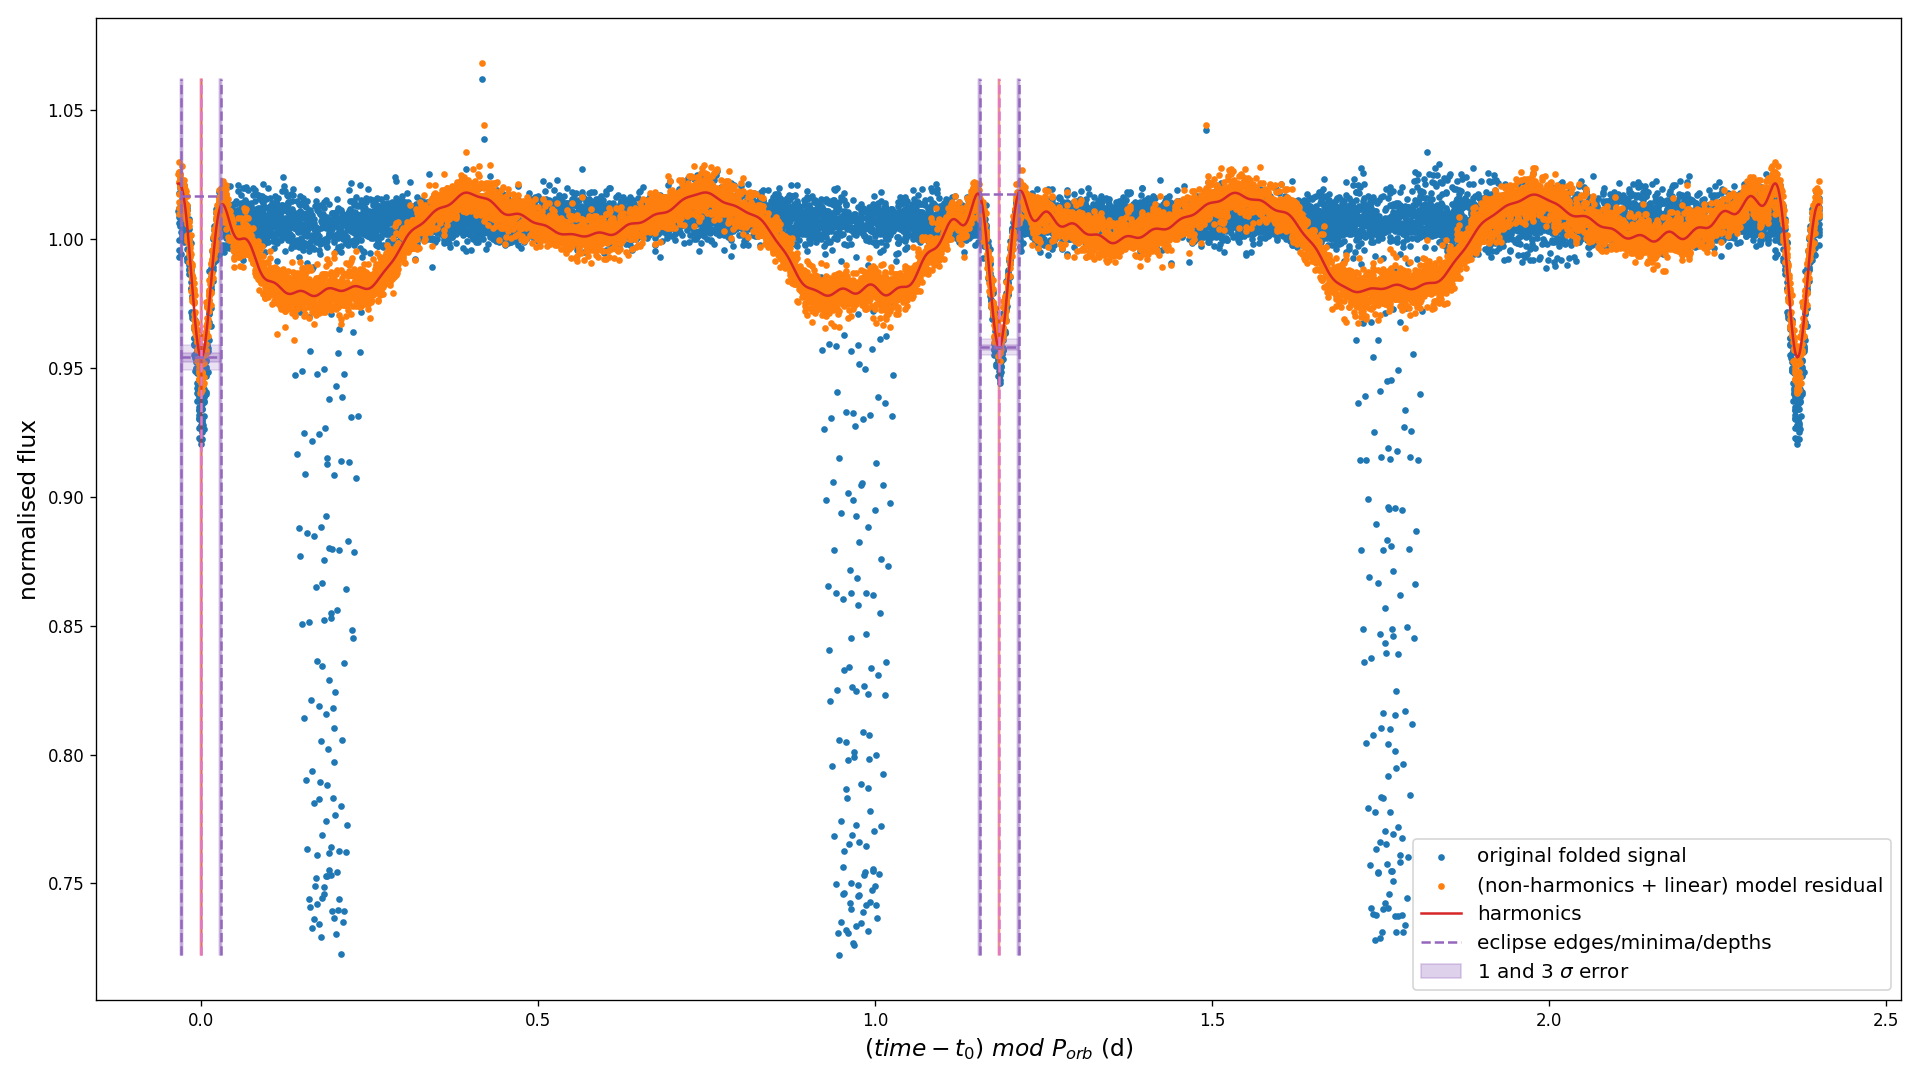 normalised flux
1.05
1.00
0.95
0.90
0.85
0.80
0.75
original folded signal
(non-harmonics + linear) model residual
harmonics
eclipse edges/minima/depths
1 and 3 σ error
0.0 0.5 1.0 1.5 2.0 2.5
(time − t₀) mod Pₒᵣb (d)